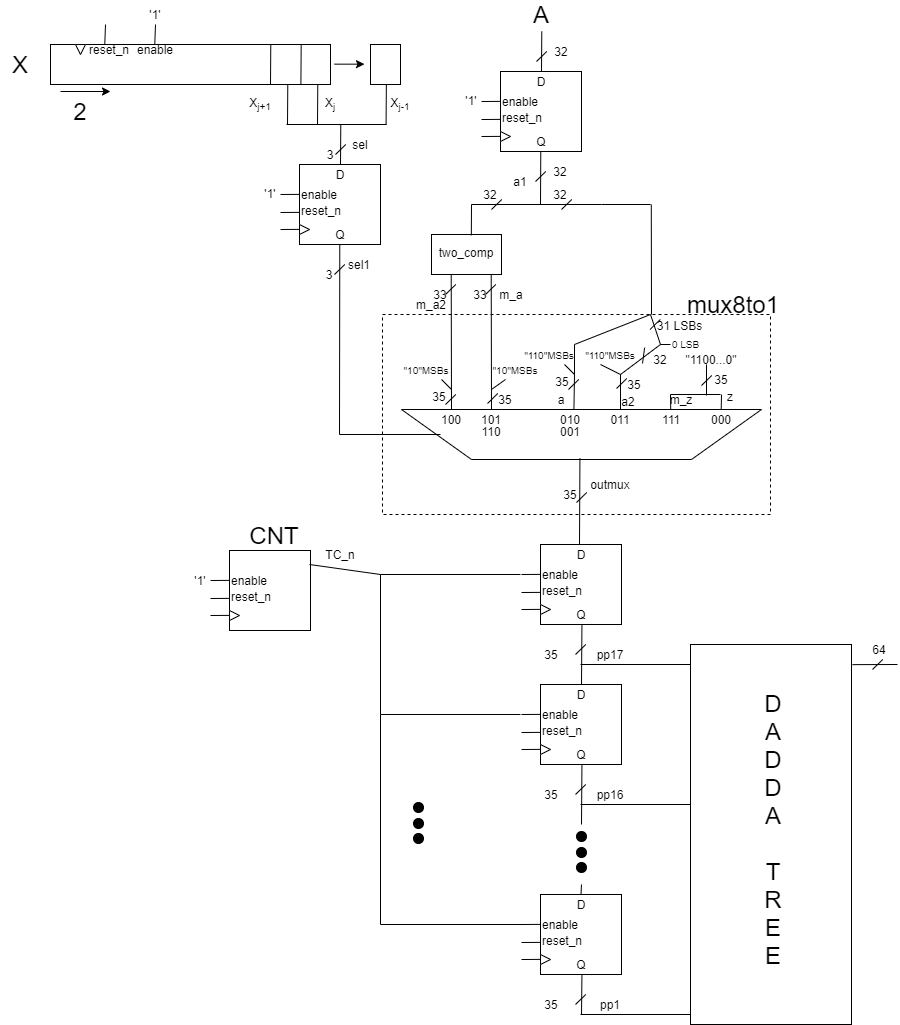 A
'1'
X
reset_n enable
32
2
X_{j+1}
X_j
X_{j-1}
D
'1'
enable
reset_n
Q
3
sel
D
'1'
enable
reset_n
Q
a1
32
32
32
3
sel1
two_comp
33
m_a2
33
m_a
mux8to1
31 LSBs
0 LSB
32
"110"MSBs
"110"MSBs
"1100...0"
"10"MSBs
"10"MSBs
35
35
35
35
35
a
a2
m_z
z
100
101
110
010
001
011
111
000
35
outmux
CNT
TC_n
'1'
enable
reset_n
D
enable
reset_n
Q
35
pp17
64
D
enable
reset_n
Q
35
pp16
D
enable
reset_n
Q
35
pp1
D
A
D
D
A
T
R
E
E